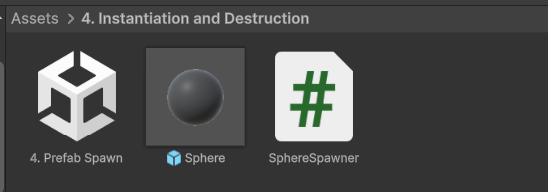 Assets > 4. Instantiation and Destruction
#
4. Prefab Spawn
Sphere
SphereSpawner